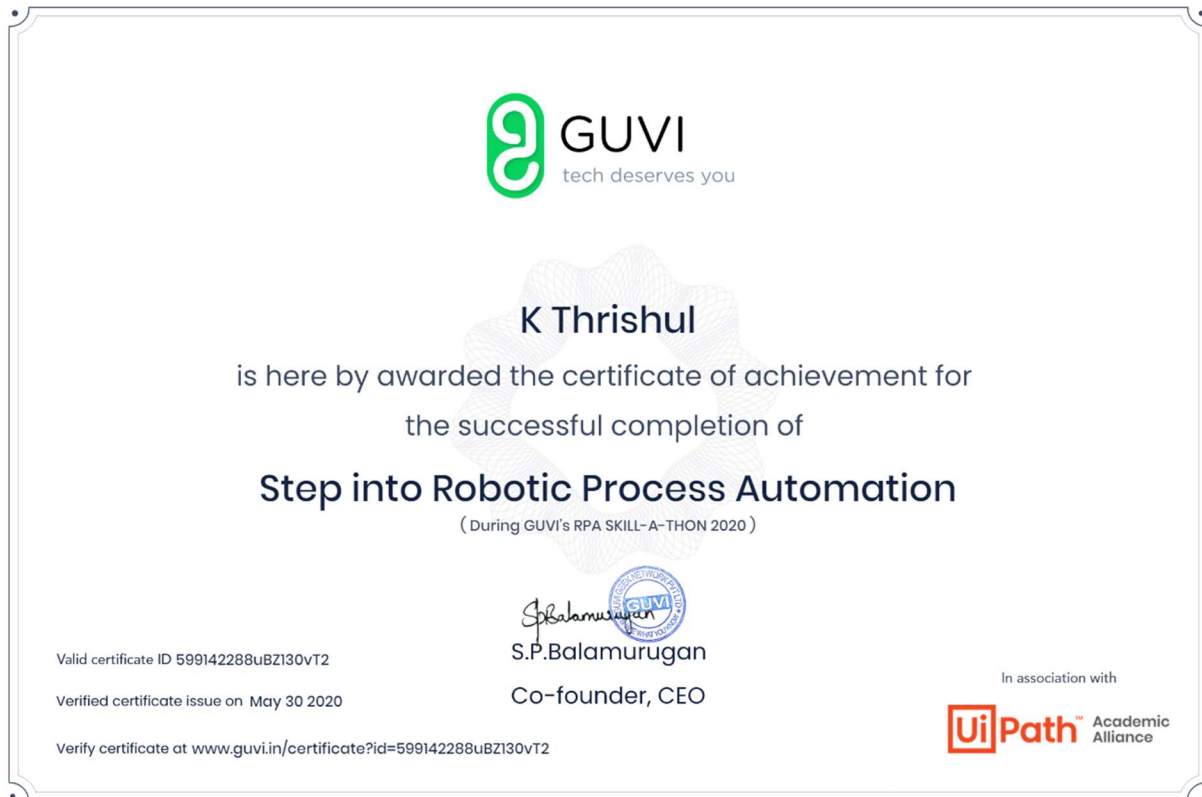 GUVI
tech deserves you
K Thrishul
is here by awarded the certificate of achievement for
the successful completion of
Step into Robotic Process Automation
( During GUVI's RPA SKILL-A-THON 2020 )
SpBalamurugan
GUVI
S.P.Balamurugan
Co-founder, CEO
Valid certificate ID 599142288uBZ130vT2
Verified certificate issue on May 30 2020
Verify certificate at www.guvi.in/certificate?id=599142288uBZ130vT2
In association with
UiPath™ Academic
Alliance